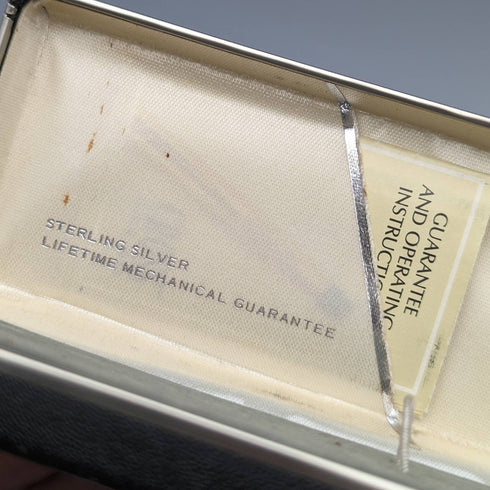 STERLING SILVER
LIFETIME MECHANICAL GUARANTEE
GUARANTEE
AND OPERATING